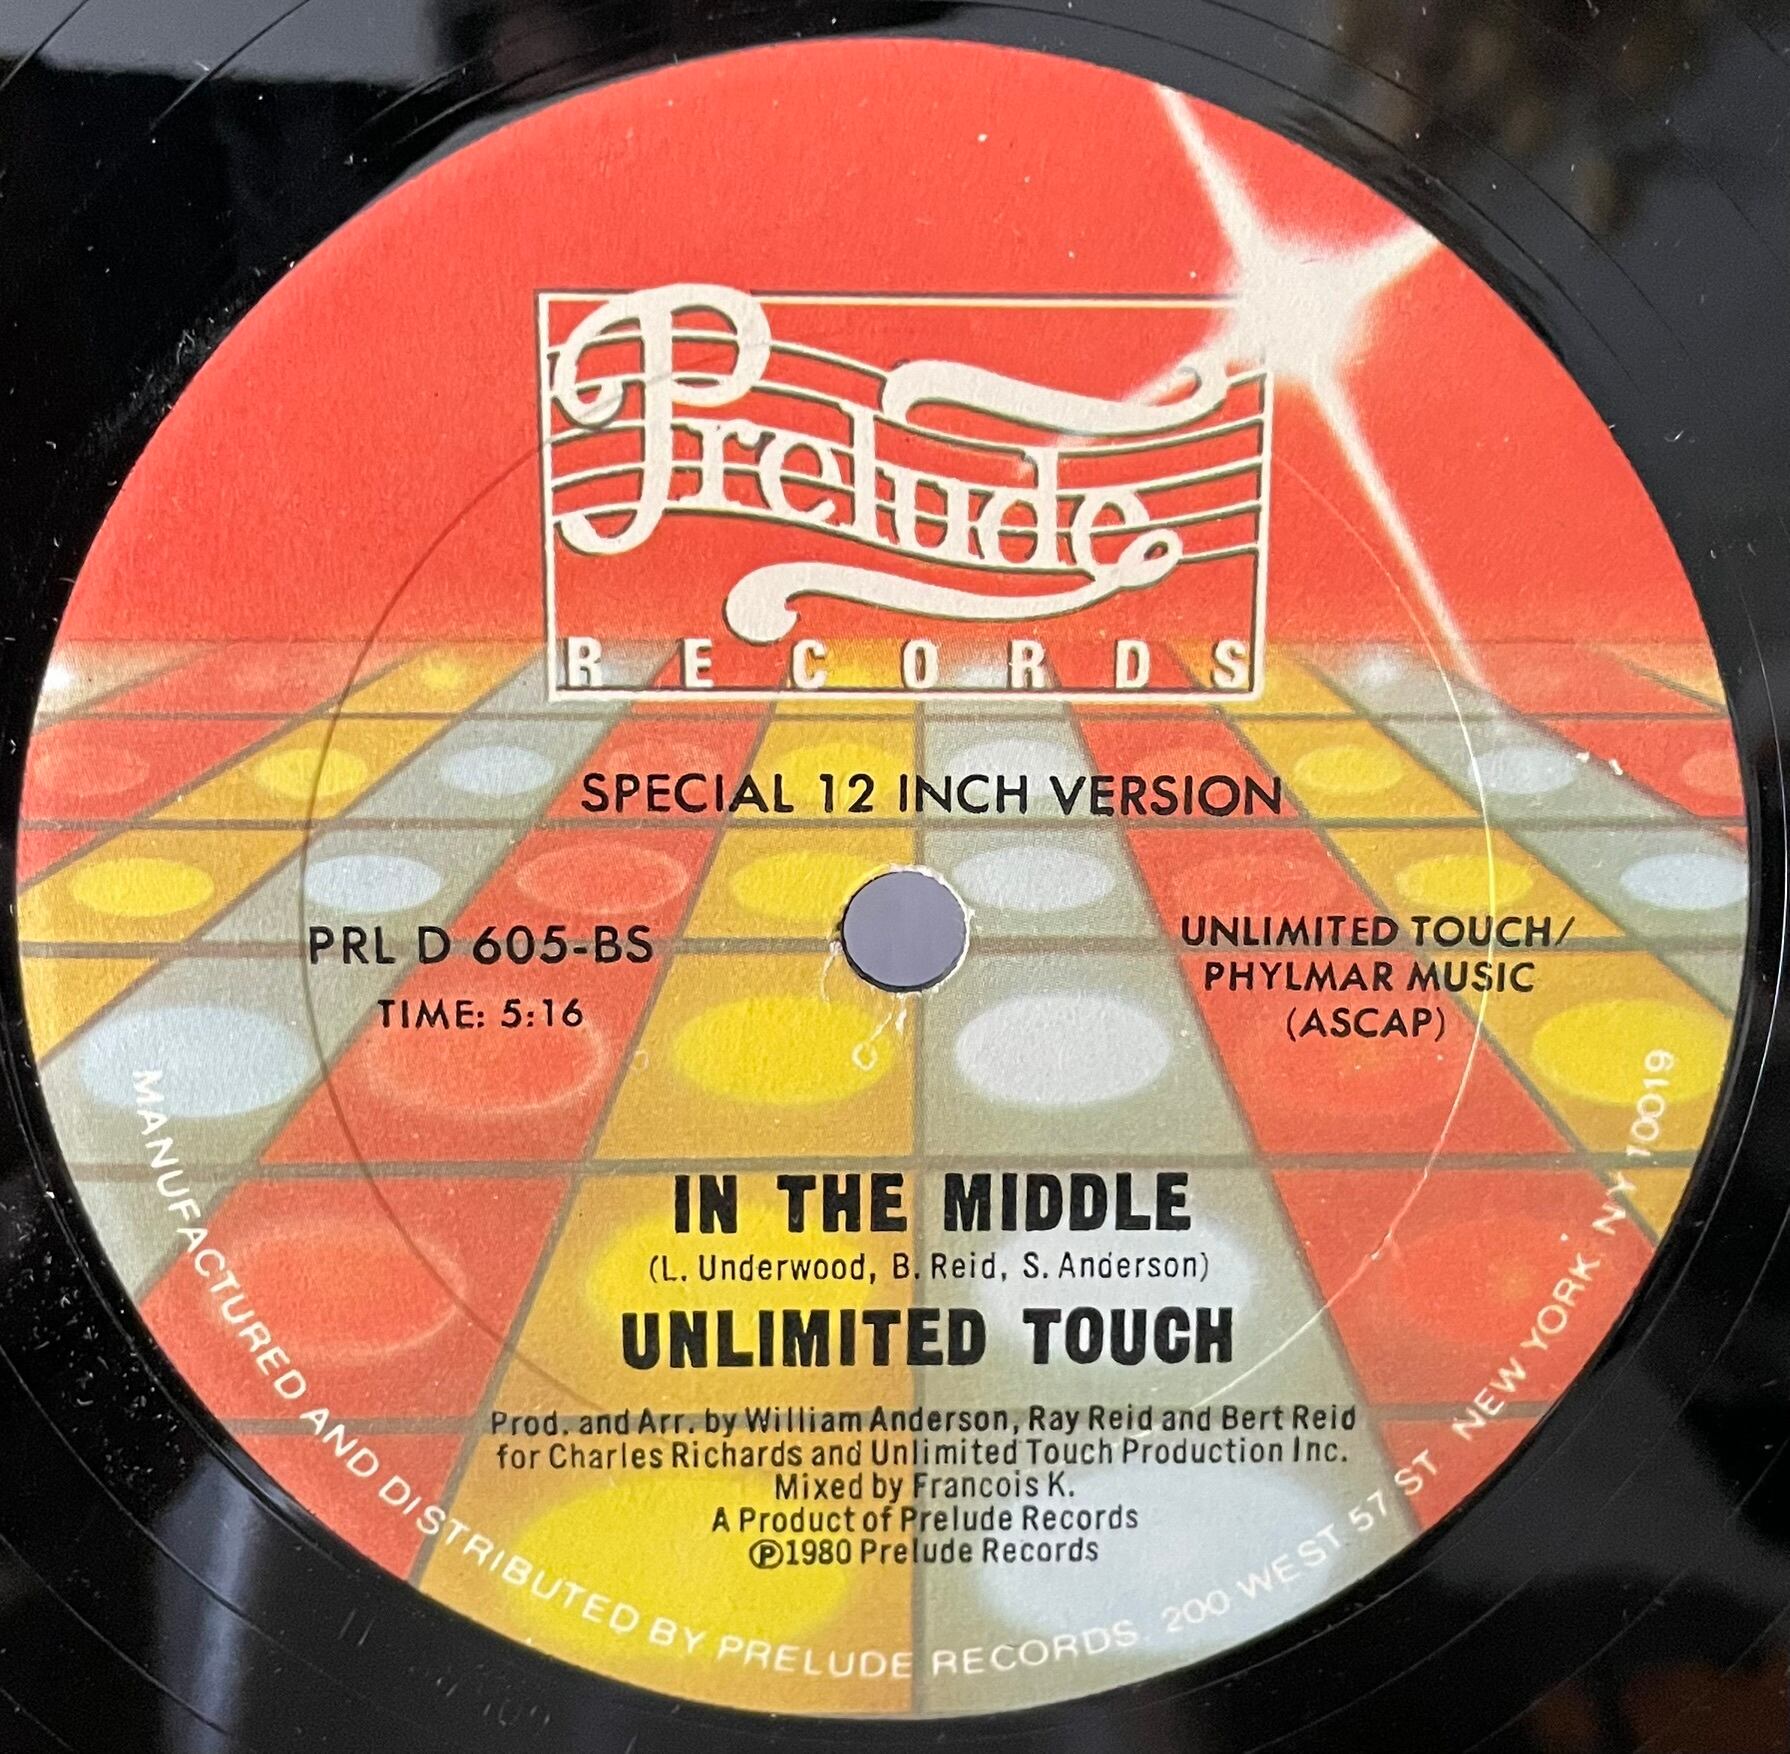 Prelude
RECORDS
SPECIAL 12 INCH VERSION
PRL D 605-BS
TIME: 5:16
UNLIMITED TOUCH/
PHYLMAR MUSIC
(ASCAP)
IN THE MIDDLE
(L. Underwood, B. Reid, S. Anderson)
UNLIMITED TOUCH
Prod. and Arr. by William Anderson, Ray Reid and Bert Reid
for Charles Richards and Unlimited Touch Production Inc.
Mixed by Francois K.
A Product of Prelude Records
℗1980 Prelude Records
MANUFACTURED AND DISTRIBUTED BY PRELUDE RECORDS. 200 WEST 57 ST. NEW YORK. NY 10019